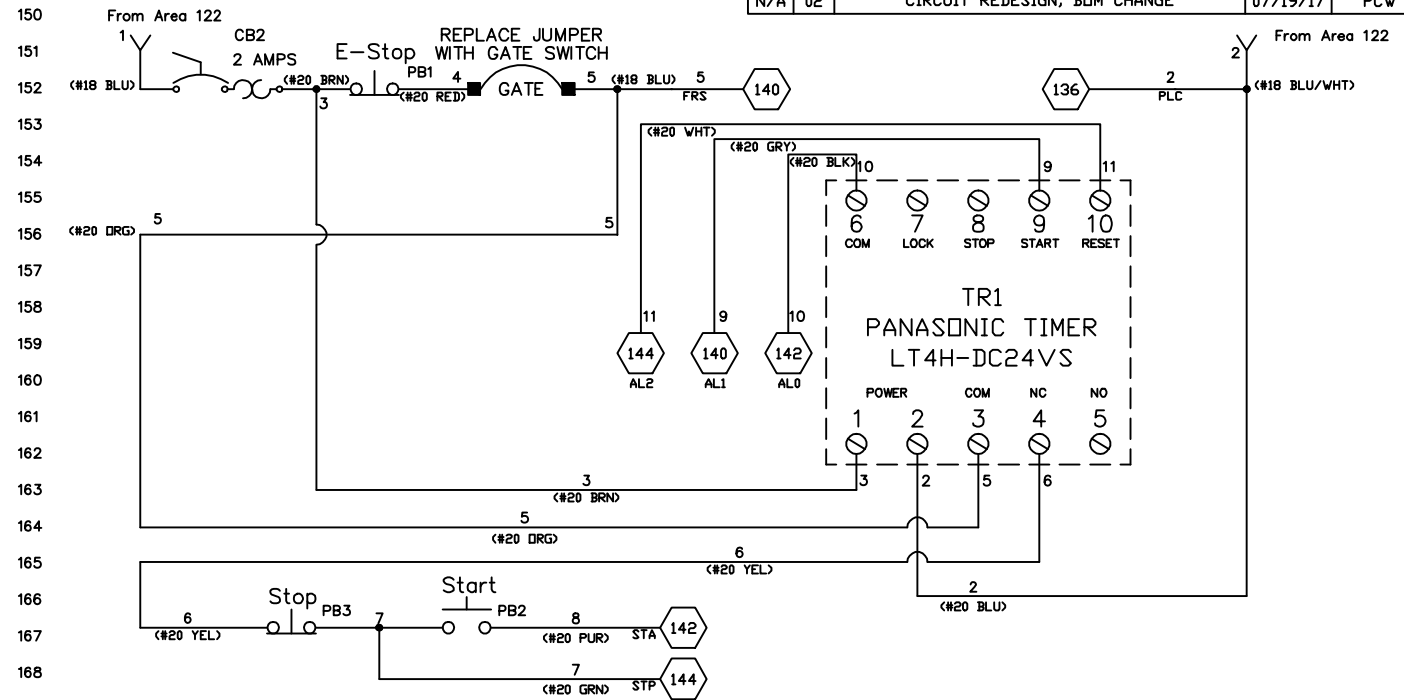 N/A 02 CIRCUIT REDESIGN, BOM CHANGE 07/19/17 PCW
150
From Area 122
From Area 122
1
CB2
REPLACE JUMPER
2
151
2 AMPS
E-Stop
WITH GATE SWITCH
PB1
152
(#18 BLU)
(#20 BRN)
3
(#20 RED)
4
GATE
5
(#18 BLU)
5
FRS
140
136
2
PLC
(#18 BLU/WHT)
153
(#20 WHT)
154
(#20 GRY)
(#20 BLK)
10
9
11
155
6 7 8 9 10
COM LOCK STOP START RESET
156
(#20 ORG)
5
5
157
TR1
158
PANASONIC TIMER
11 9 10
159
144 140 142
LT4H-DC24VS
160
AL2 AL1 AL0
POWER COM NC NO
161
1 2 3 4 5
162
163
3
(#20 BRN)
3 2 5 6
164
5
(#20 ORG)
165
6
(#20 YEL)
166
Stop
Start
2
(#20 BLU)
PB3
PB2
167
6
(#20 YEL)
7
8
(#20 PUR)
STA
142
168
7
(#20 GRN)
STP
144